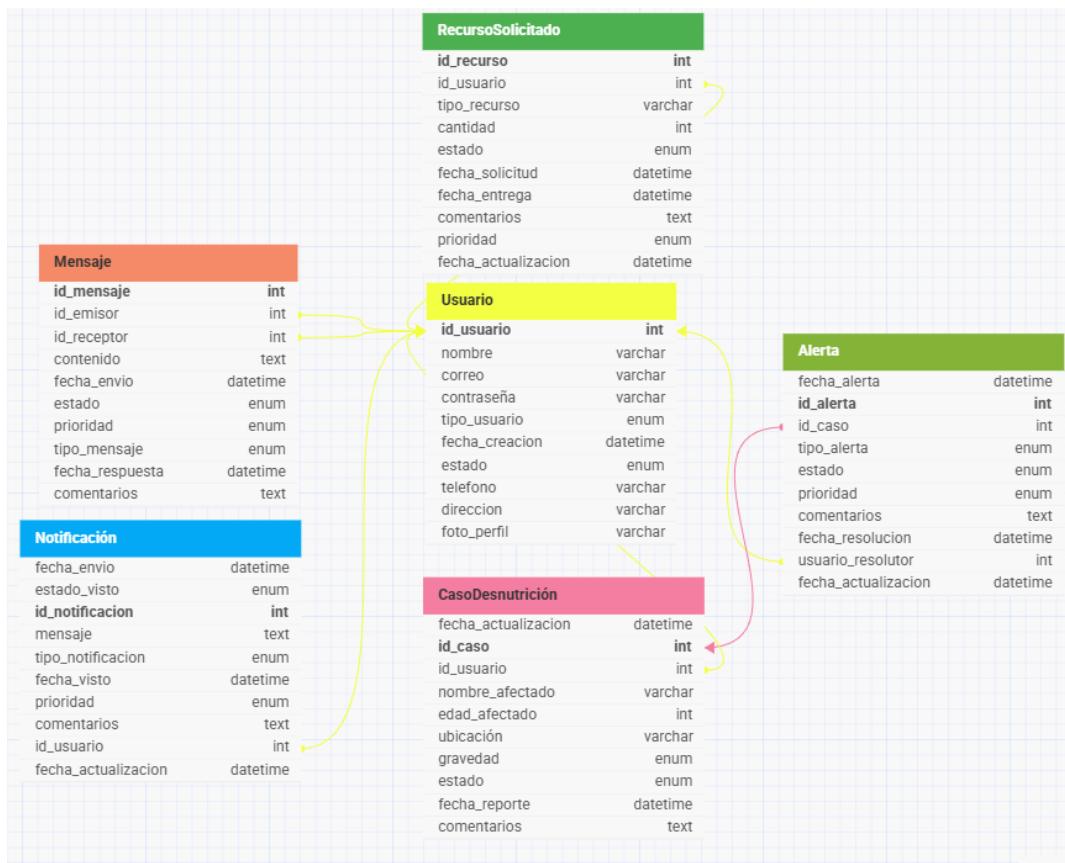 RecursoSolicitado
id_recurso int
id_usuario int
tipo_recurso varchar
cantidad int
estado enum
fecha_solicitud datetime
fecha_entrega datetime
comentarios text
prioridad enum
fecha_actualizacion datetime
Mensaje
id_mensaje int
id_emisor int
id_receptor int
contenido text
fecha_envio datetime
estado enum
prioridad enum
tipo_mensaje enum
fecha_respuesta datetime
comentarios text
Usuario
id_usuario int
nombre varchar
correo varchar
contraseña varchar
tipo_usuario enum
fecha_creacion datetime
estado enum
telefono varchar
direccion varchar
foto_perfil varchar
Alerta
fecha_alerta datetime
id_alerta int
id_caso int
tipo_alerta enum
estado enum
prioridad enum
comentarios text
fecha_resolucion datetime
usuario_resolutor int
fecha_actualizacion datetime
Notificación
fecha_envio datetime
estado_visto enum
id_notificacion int
mensaje text
tipo_notificacion enum
fecha_visto datetime
prioridad enum
comentarios text
id_usuario int
fecha_actualizacion datetime
CasoDesnutrición
fecha_actualizacion datetime
id_caso int
id_usuario int
nombre_afectado varchar
edad_afectado int
ubicación varchar
gravedad enum
estado enum
fecha_reporte datetime
comentarios text